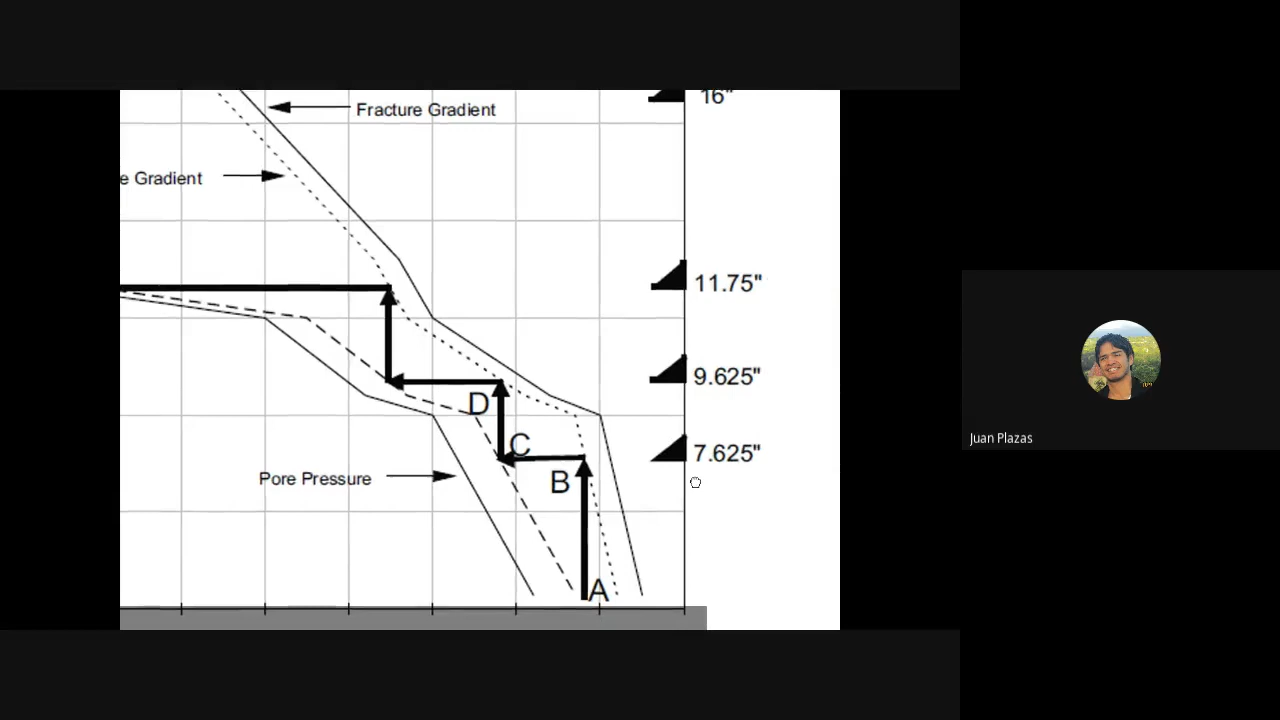 16"
Fracture Gradient
e Gradient
11.75"
9.625"
D
C
7.625"
Pore Pressure
B
A
Juan Plazas